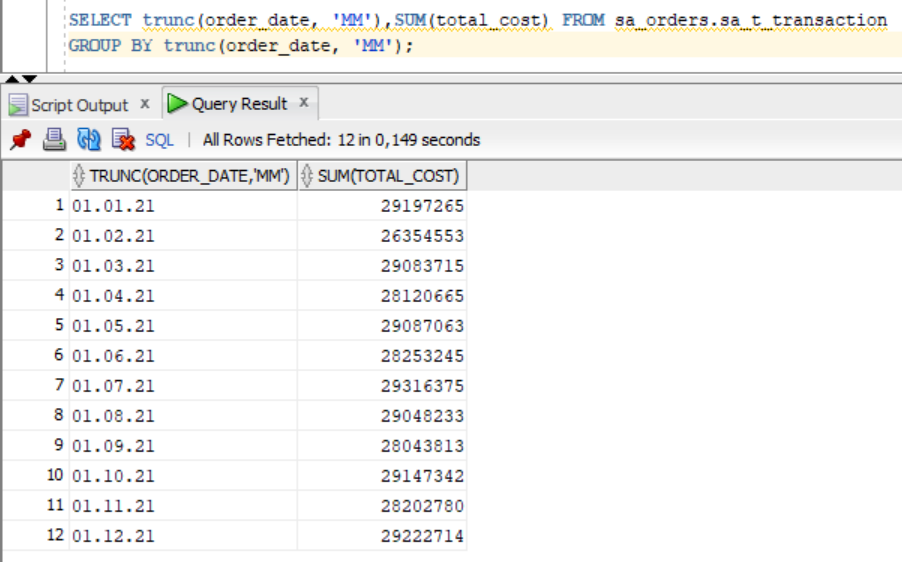 SELECT trunc(order_date, 'MM'),SUM(total_cost) FROM sa_orders.sa_t_transaction
GROUP BY trunc(order_date, 'MM');
Script Output x Query Result x
SQL | All Rows Fetched: 12 in 0,149 seconds
TRUNC(ORDER_DATE,'MM') SUM(TOTAL_COST)
1 01.01.21 29197265
2 01.02.21 26354553
3 01.03.21 29083715
4 01.04.21 28120665
5 01.05.21 29087063
6 01.06.21 28253245
7 01.07.21 29316375
8 01.08.21 29048233
9 01.09.21 28043813
10 01.10.21 29147342
11 01.11.21 28202780
12 01.12.21 29222714